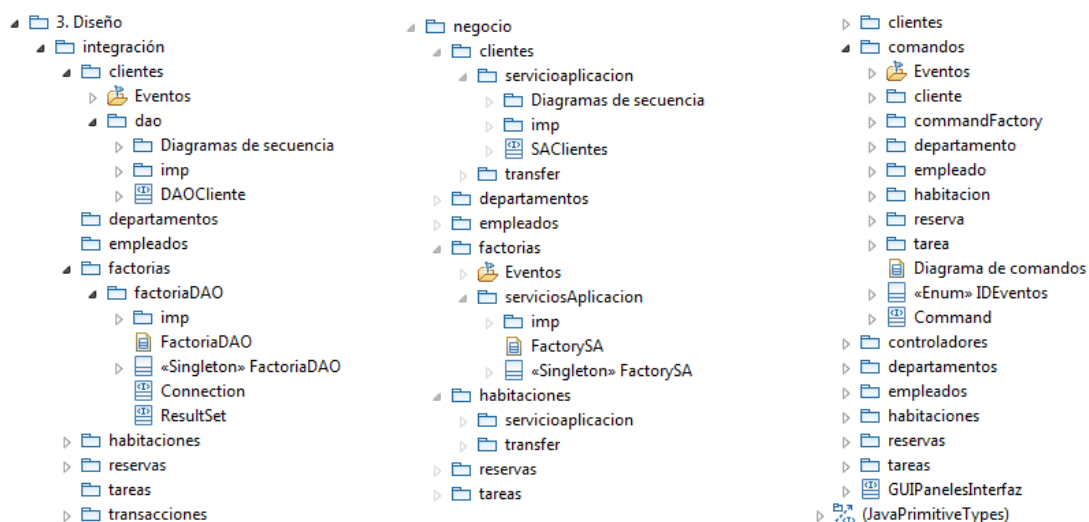 3. Diseño
integración
clientes
Eventos
dao
Diagramas de secuencia
imp
DAOCliente
departamentos
empleados
factorias
factoriaDAO
imp
FactoriaDAO
«Singleton» FactoriaDAO
Connection
ResultSet
habitaciones
reservas
tareas
transacciones
negocio
clientes
servicioaplicacion
Diagramas de secuencia
imp
SAClientes
transfer
departamentos
empleados
factorias
Eventos
serviciosAplicacion
imp
FactorySA
«Singleton» FactorySA
habitaciones
servicioaplicacion
transfer
reservas
tareas
clientes
comandos
Eventos
cliente
commandFactory
departamento
empleado
habitacion
reserva
tarea
Diagrama de comandos
«Enum» IDEventos
Command
controladores
departamentos
empleados
habitaciones
reservas
tareas
GUIPanelesInterfaz
(JavaPrimitiveTypes)